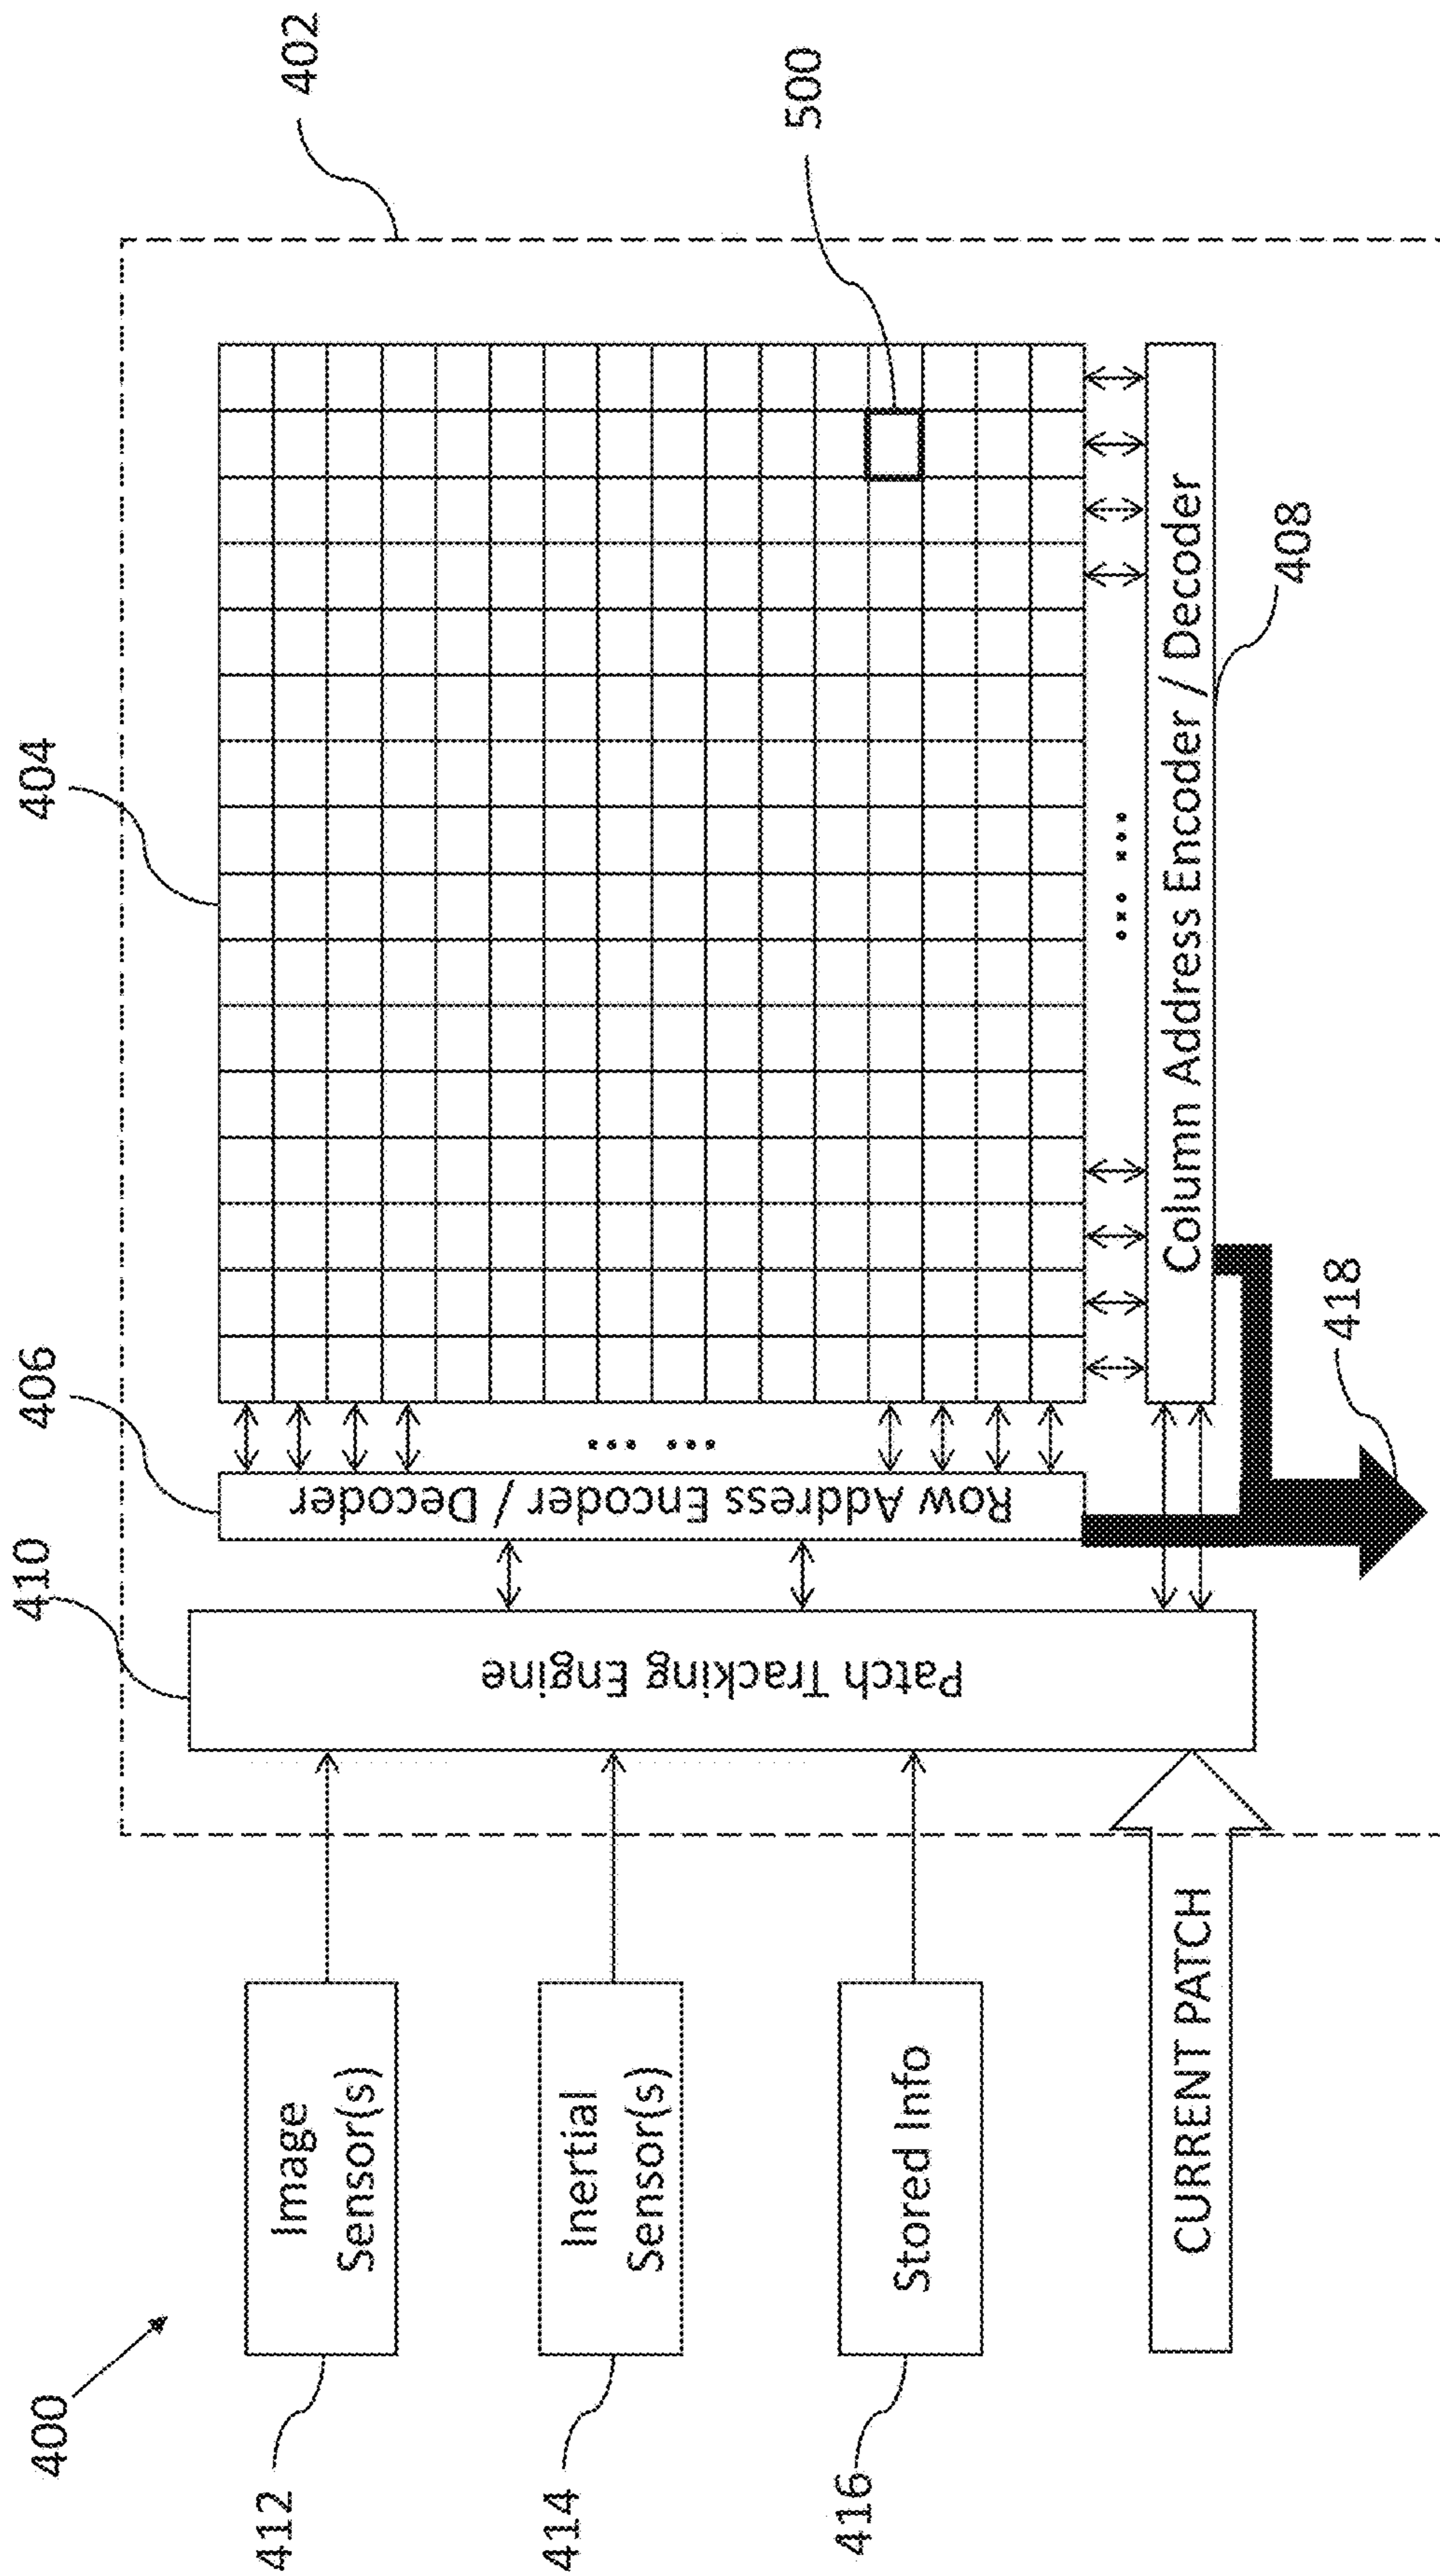 400
402
404
406
410
500
412
Image
Sensor(s)
414
Inertial
Sensor(s)
416
Stored Info
CURRENT PATCH
Patch Tracking Engine
Row Address Encoder / Decoder
... ...
... ...
Column Address Encoder / Decoder
408
418